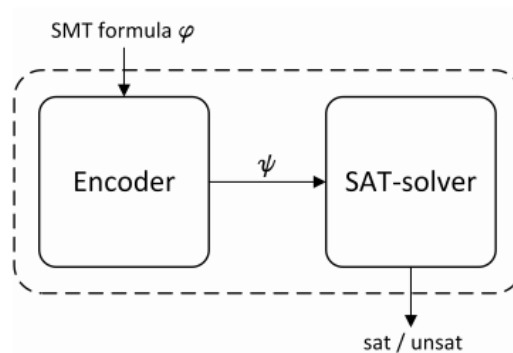 SMT formula φ
Encoder
ψ
SAT-solver
sat / unsat